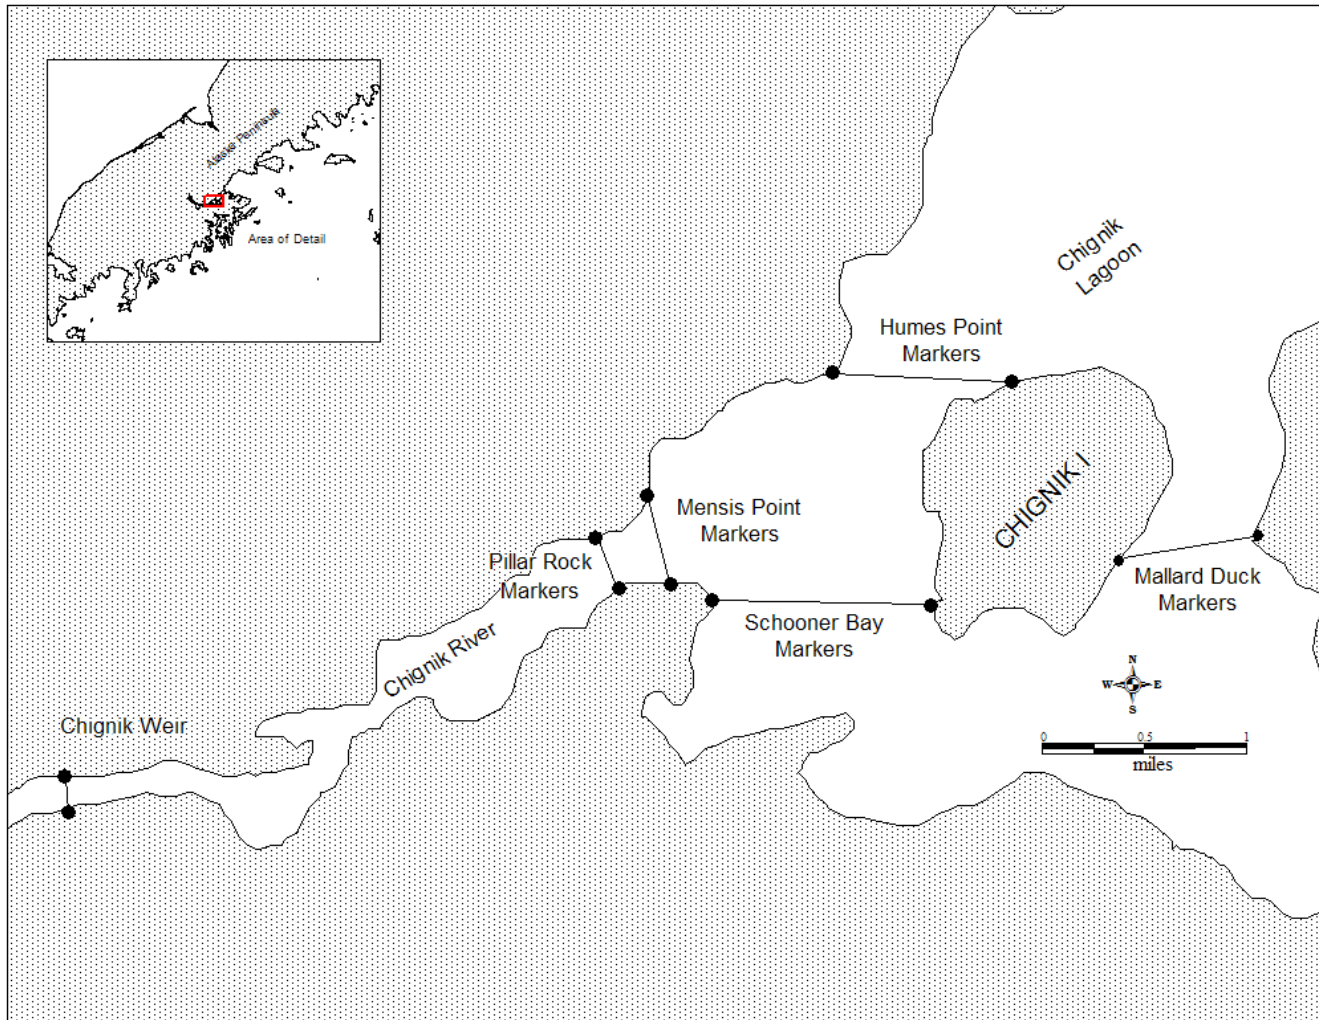 Alaska Peninsula
Area of Detail
Chignik
Lagoon
Humes Point
Markers
CHIGNIK I
Mensis Point
Markers
Pillar Rock
Markers
Mallard Duck
Markers
Schooner Bay
Markers
Chignik River
N
W E
S
Chignik Weir
0 0.5 1
miles